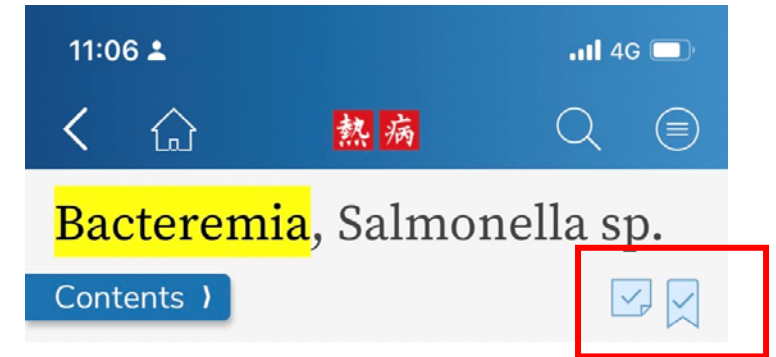 11:06 4G
熱病
Bacteremia, Salmonella sp.
Contents ⟩